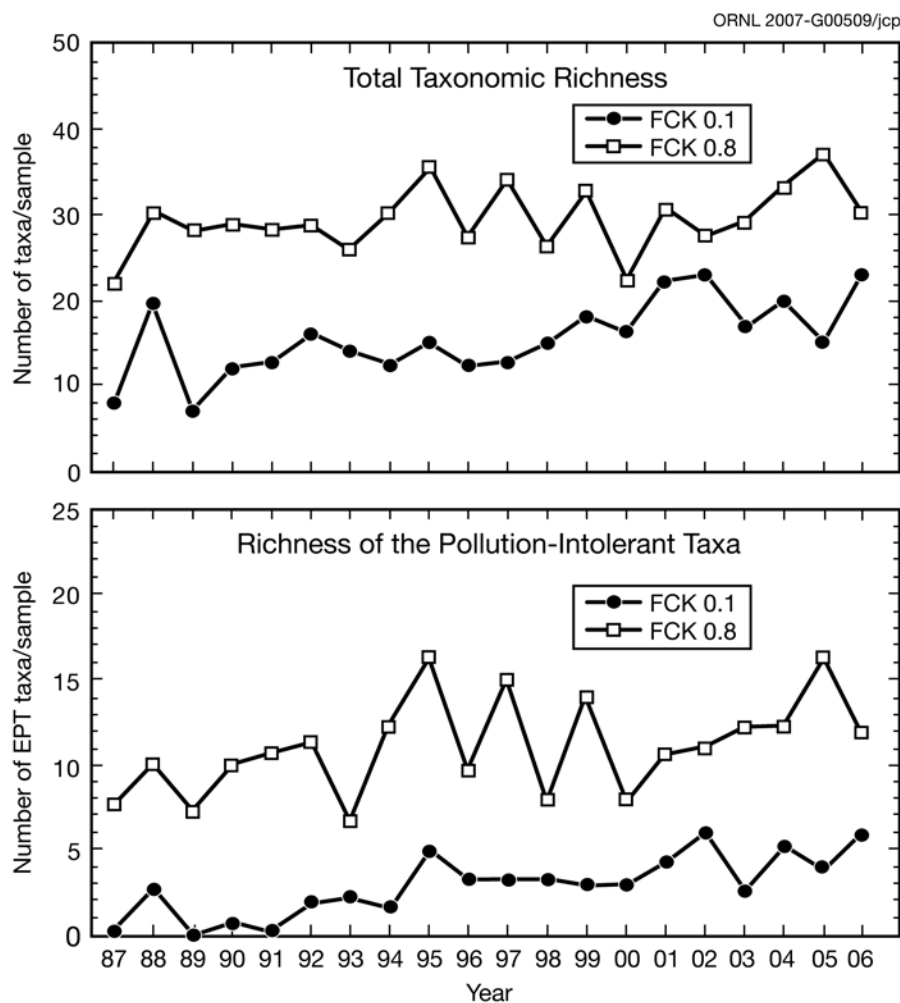 ORNL 2007-G00509/jcp
Total Taxonomic Richness
FCK 0.1
FCK 0.8
Number of taxa/sample
50
40
30
20
10
0
Richness of the Pollution-Intolerant Taxa
FCK 0.1
FCK 0.8
Number of EPT taxa/sample
25
20
15
10
5
0
87 88 89 90 91 92 93 94 95 96 97 98 99 00 01 02 03 04 05 06
Year